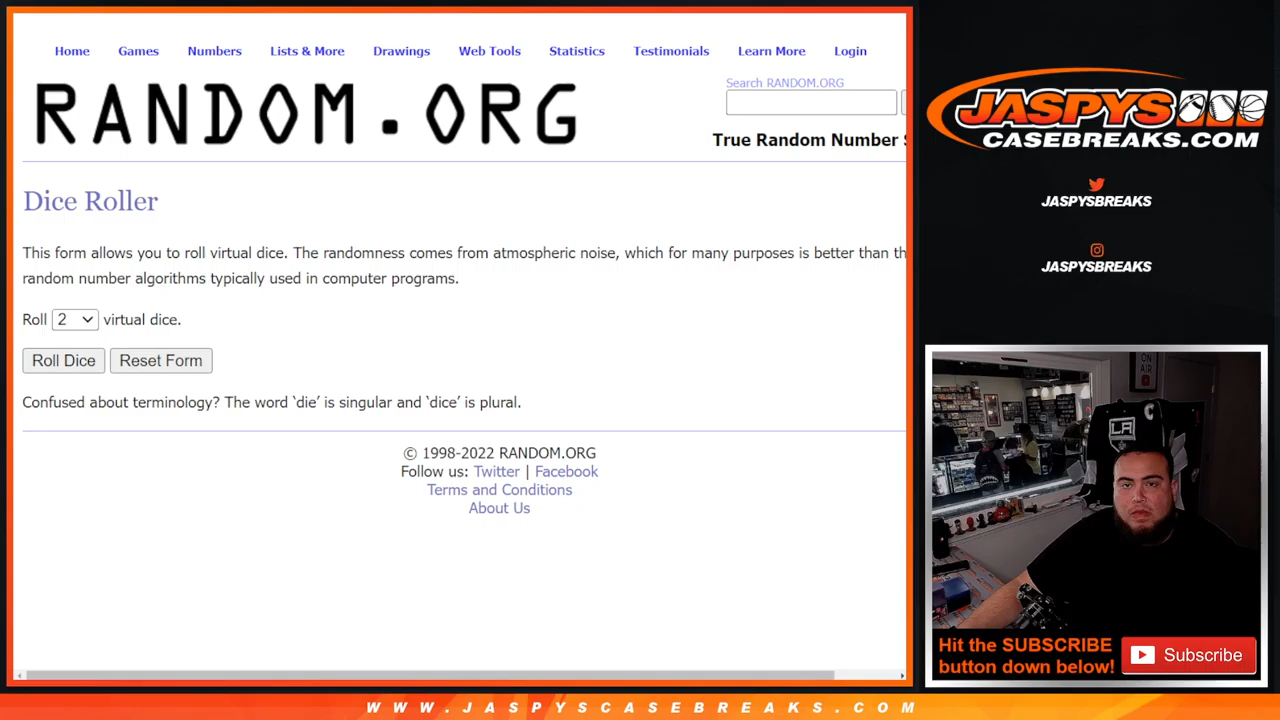 Home Games Numbers Lists & More Drawings Web Tools Statistics Testimonials Learn More Login
RANDOM.ORG
Search RANDOM.ORG
True Random Number
Dice Roller
This form allows you to roll virtual dice. The randomness comes from atmospheric noise, which for many purposes is better than th
random number algorithms typically used in computer programs.
Roll 2 virtual dice.
Roll Dice Reset Form
Confused about terminology? The word ‘die’ is singular and ‘dice’ is plural.
© 1998-2022 RANDOM.ORG
Follow us: Twitter | Facebook
Terms and Conditions
About Us
JASPYS
CASEBREAKS.COM
JASPYSBREAKS
JASPYSBREAKS
ON
AIR
C
LA
Hit the SUBSCRIBE
button down below!
Subscribe
WWW.JASPYSCASEBREAKS.COM